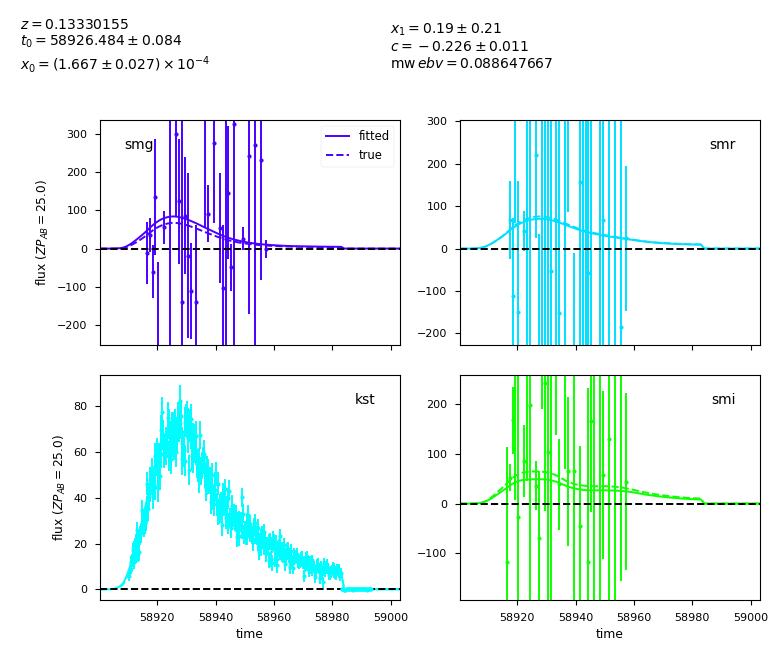 z = 0.13330155
t₀ = 58926.484 ± 0.084
x₀ = (1.667 ± 0.027) × 10⁻⁴
x₁ = 0.19 ± 0.21
c = −0.226 ± 0.011
mw ebv = 0.088647667
smg
fitted
true
300
200
100
0
−100
−200
flux (ZP_AB = 25.0)
smr
300
200
100
0
−100
−200
kst
80
60
40
20
0
flux (ZP_AB = 25.0)
58920 58940 58960 58980 59000
time
smi
200
100
0
−100
58920 58940 58960 58980 59000
time